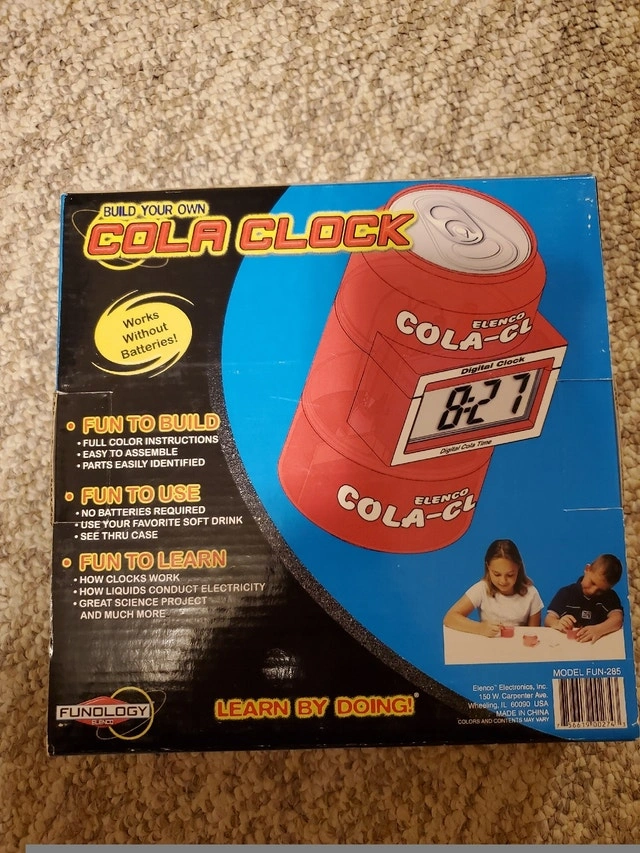 BUILD YOUR OWN
COLA CLOCK
Works
Without
Batteries!
ELENCO
COLA-CL
Digital Clock
8:27
Digital Cola Time
ELENCO
COLA-CL
• FUN TO BUILD
• FULL COLOR INSTRUCTIONS
• EASY TO ASSEMBLE
• PARTS EASILY IDENTIFIED
• FUN TO USE
• NO BATTERIES REQUIRED
• USE YOUR FAVORITE SOFT DRINK
• SEE THRU CASE
• FUN TO LEARN
• HOW CLOCKS WORK
• HOW LIQUIDS CONDUCT ELECTRICITY
• GREAT SCIENCE PROJECT
AND MUCH MORE
FUNOLOGY
ELENCO
LEARN BY DOING!®
MODEL FUN-285
Elenco™ Electronics, Inc.
150 W. Carpenter Ave.
Wheeling, IL 60090 USA
MADE IN CHINA
COLORS AND CONTENTS MAY VARY